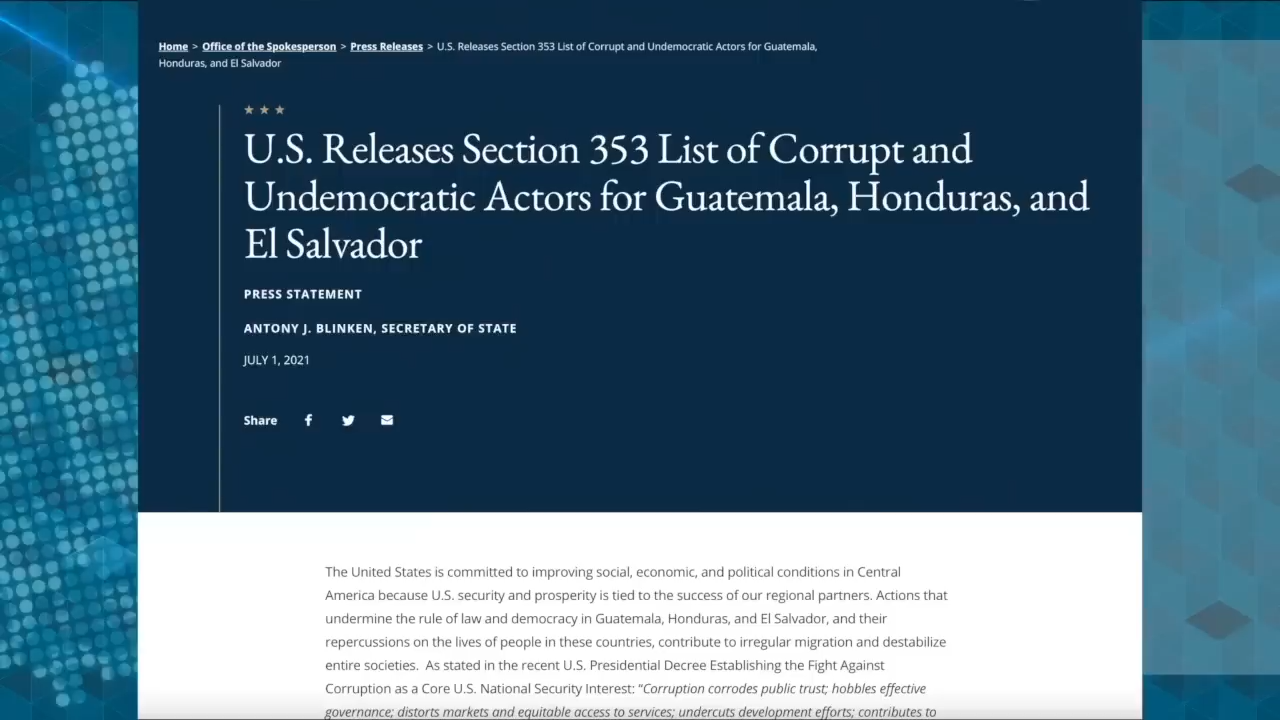 Home > Office of the Spokesperson > Press Releases > U.S. Releases Section 353 List of Corrupt and Undemocratic Actors for Guatemala,
Honduras, and El Salvador
U.S. Releases Section 353 List of Corrupt and
Undemocratic Actors for Guatemala, Honduras, and
El Salvador
PRESS STATEMENT
ANTONY J. BLINKEN, SECRETARY OF STATE
JULY 1, 2021
Share
The United States is committed to improving social, economic, and political conditions in Central
America because U.S. security and prosperity is tied to the success of our regional partners. Actions that
undermine the rule of law and democracy in Guatemala, Honduras, and El Salvador, and their
repercussions on the lives of people in these countries, contribute to irregular migration and destabilize
entire societies. As stated in the recent U.S. Presidential Decree Establishing the Fight Against
Corruption as a Core U.S. National Security Interest: “Corruption corrodes public trust; hobbles effective
governance; distorts markets and equitable access to services; undercuts development efforts; contributes to